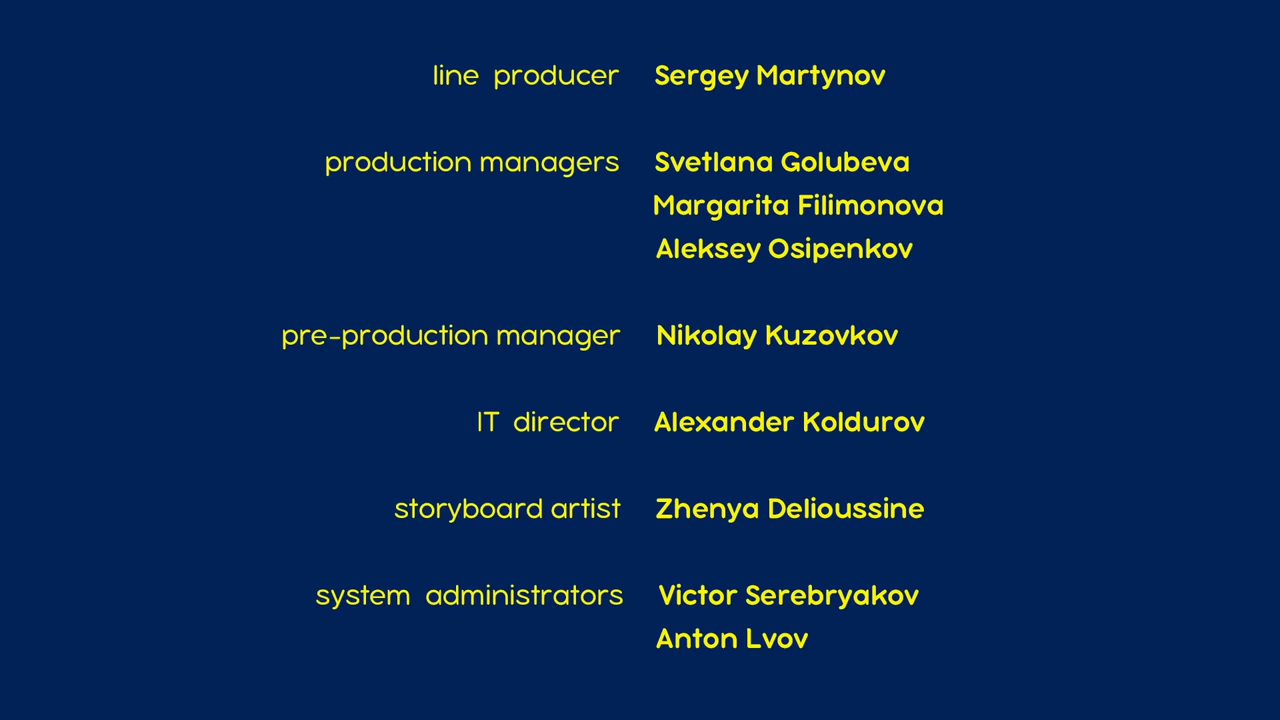 line producer Sergey Martynov
production managers Svetlana Golubeva
Margarita Filimonova
Aleksey Osipenkov
pre-production manager Nikolay Kuzovkov
IT director Alexander Koldurov
storyboard artist Zhenya Delioussine
system administrators Victor Serebryakov
Anton Lvov